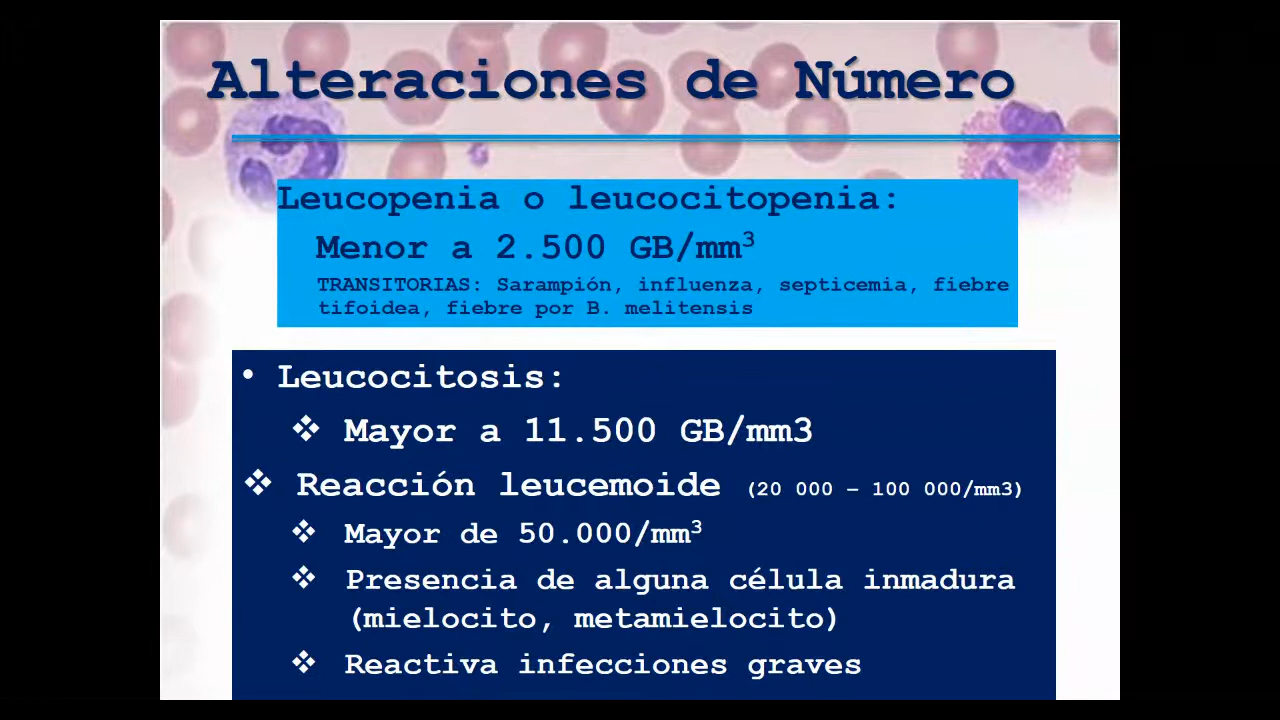 Alteraciones de Número
Leucopenia o leucocitopenia:
Menor a 2.500 GB/mm³
TRANSITORIAS: Sarampión, influenza, septicemia, fiebre
tifoidea, fiebre por B. melitensis
• Leucocitosis:
❖ Mayor a 11.500 GB/mm3
❖ Reacción leucemoide (20 000 – 100 000/mm3)
❖ Mayor de 50.000/mm³
❖ Presencia de alguna célula inmadura
(mielocito, metamielocito)
❖ Reactiva infecciones graves